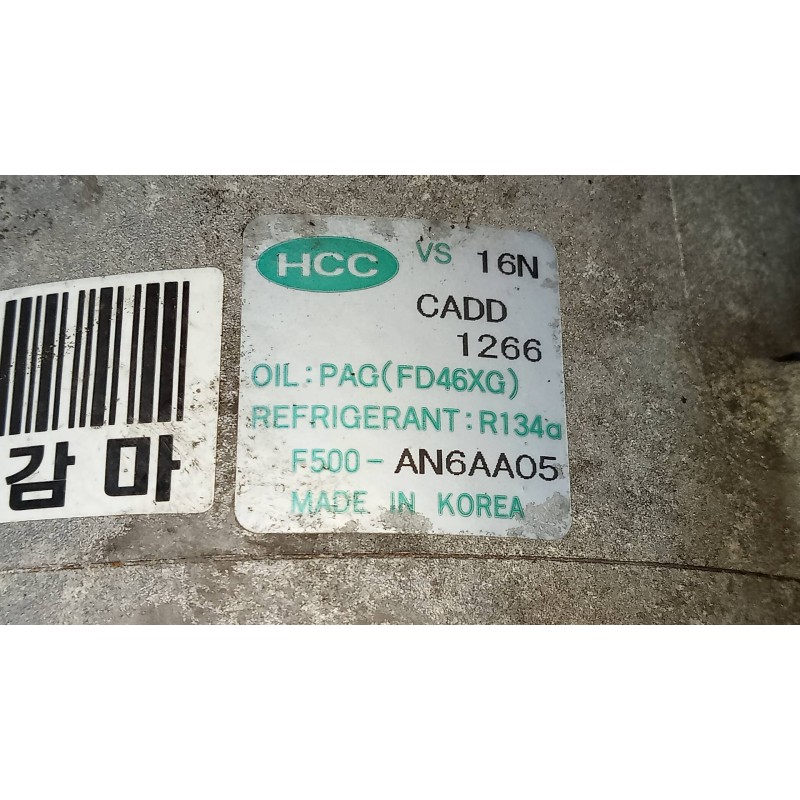 HCC VS 16N
CADD
1266
OIL: PAG(FD46XG)
REFRIGERANT: R134a
F500-AN6AA05
MADE IN KOREA
감마